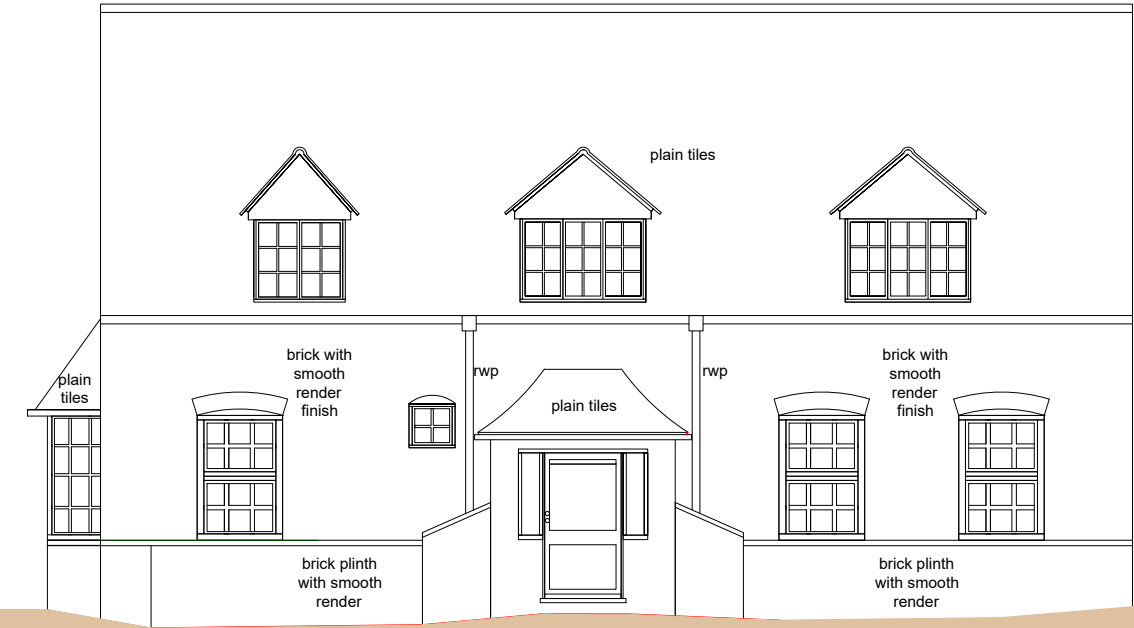 plain tiles
brick with
smooth
render
finish
brick with
smooth
render
finish
rwp
rwp
plain
tiles
plain tiles
brick plinth
with smooth
render
brick plinth
with smooth
render